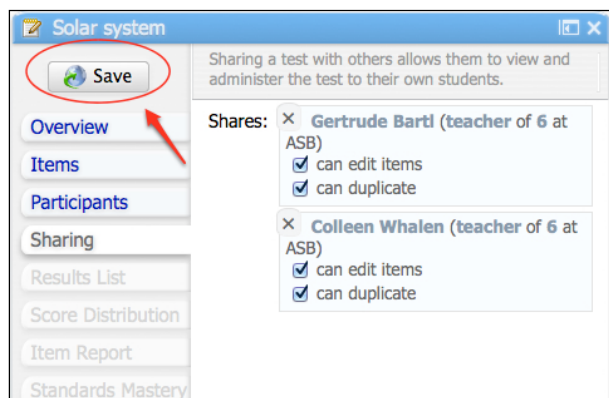 Solar system
Save
Sharing a test with others allows them to view and
administer the test to their own students.
Overview
Items
Participants
Sharing
Results List
Score Distribution
Item Report
Standards Mastery
Shares:
Gertrude Bartl (teacher of 6 at
ASB)
can edit items
can duplicate
Colleen Whalen (teacher of 6 at
ASB)
can edit items
can duplicate